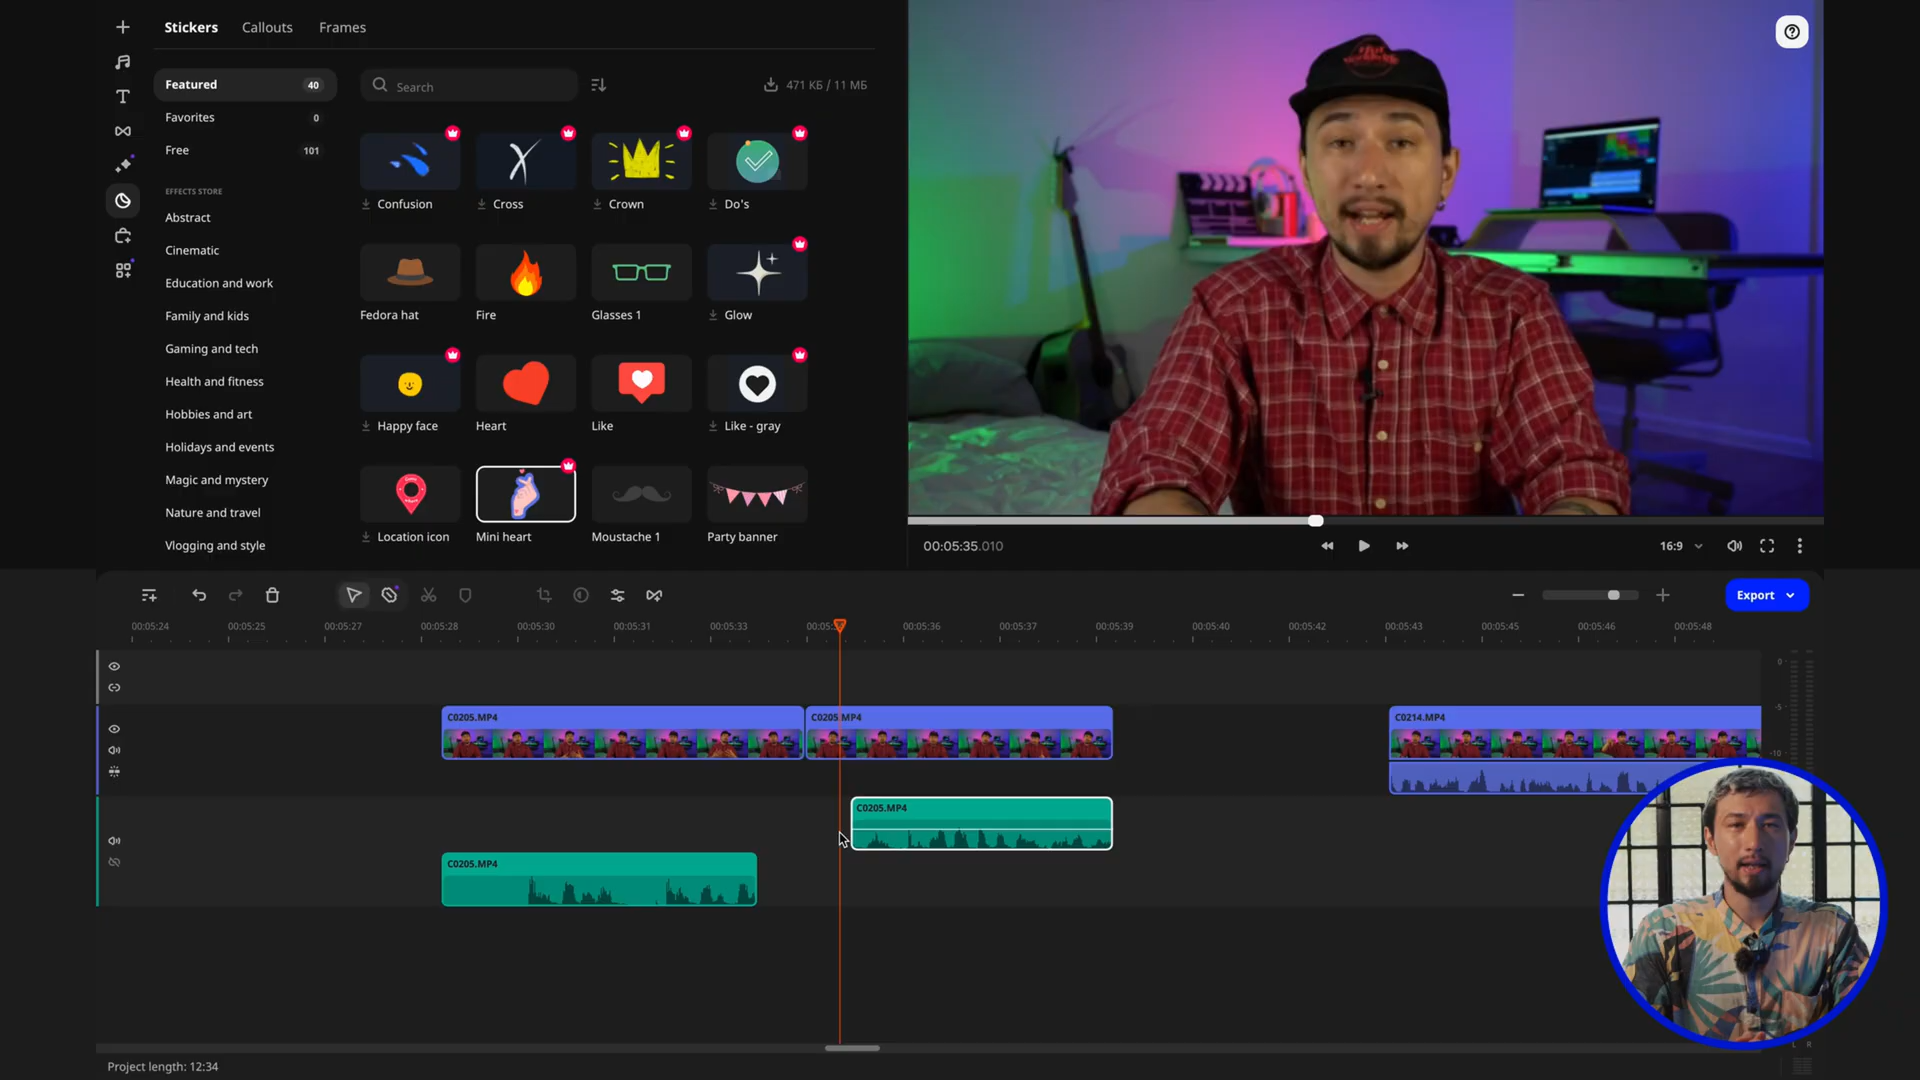 Stickers Callouts Frames
Featured 40
Favorites 0
Free 101
EFFECTS STORE
Abstract
Cinematic
Education and work
Family and kids
Gaming and tech
Health and fitness
Hobbies and art
Holidays and events
Magic and mystery
Nature and travel
Vlogging and style
Search
471 КБ / 11 МБ
Confusion Cross Crown Do's
Fedora hat Fire Glasses 1 Glow
Happy face Heart Like Like - gray
Location icon Mini heart Moustache 1 Party banner
00:05:35.010
16:9
Export
00:05:24 00:05:25 00:05:27 00:05:28 00:05:30 00:05:31 00:05:33 00:05: 00:05:36 00:05:37 00:05:39 00:05:40 00:05:42 00:05:43 00:05:45 00:05:46 00:05:48
0
-5
-10
C0205.MP4 C0205.MP4 C0214.MP4
C0205.MP4
C0205.MP4
L R
Project length: 12:34